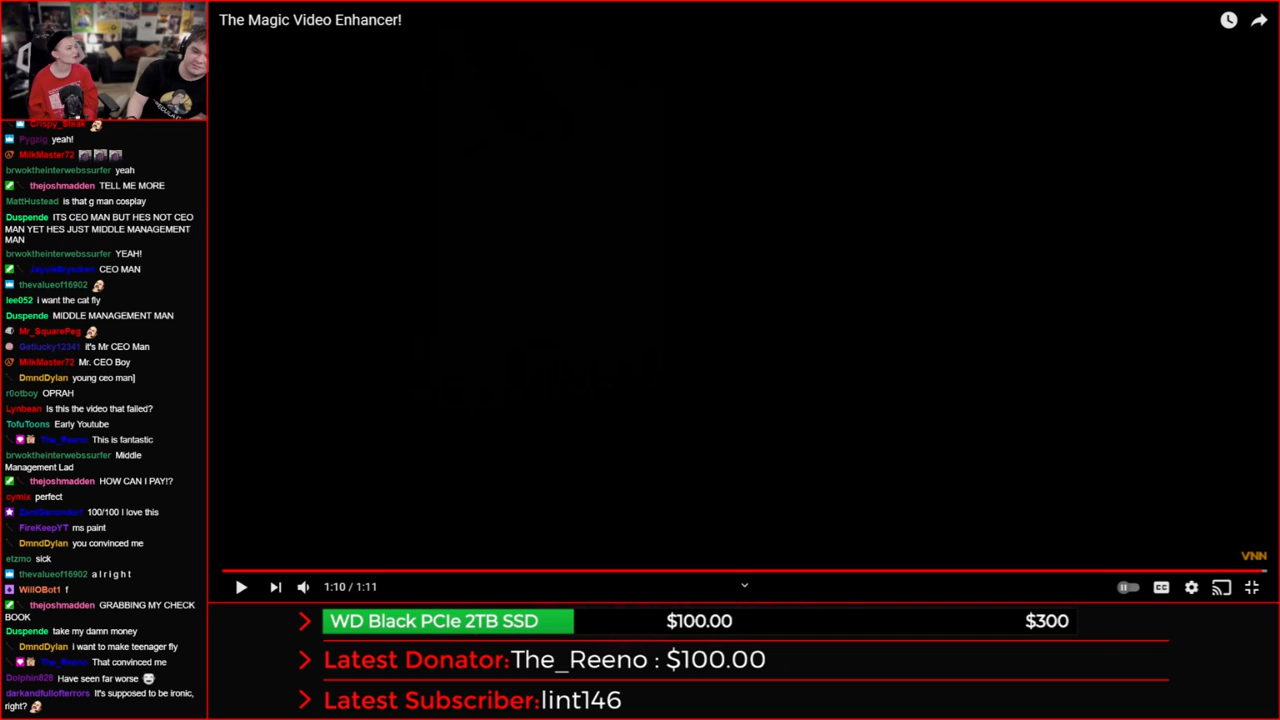 The Magic Video Enhancer!
Crispy_Steak
Pygzig yeah!
MilkMaster72
brwoktheinterwebssurfer yeah
thejoshmadden TELL ME MORE
MattHustead is that g man cosplay
Duspende ITS CEO MAN BUT HES NOT CEO
MAN YET HES JUST MIDDLE MANAGEMENT
MAN
brwoktheinterwebssurfer YEAH!
CEO MAN
thevalueof16902
lee052 i want the cat fly
Duspende MIDDLE MANAGEMENT MAN
Mr_SquarePeg
Getlucky12341 it's Mr CEO Man
MilkMaster72 Mr. CEO Boy
DmndDylan young ceo man]
r0otboy OPRAH
Lynbean Is this the video that failed?
TofuToons Early Youtube
The_Reeno This is fantastic
brwoktheinterwebssurfer Middle
Management Lad
thejoshmadden HOW CAN I PAY!?
cymix perfect
100/100 I love this
FireKeepYT ms paint
DmndDylan you convinced me
etzmo sick
thevalueof16902 a l r i g h t
WillOBot1 f
thejoshmadden GRABBING MY CHECK
BOOK
Duspende take my damn money
DmndDylan i want to make teenager fly
The_Reeno That convinced me
Dolphin826 Have seen far worse
darkandfullofterrors It's supposed to be ironic,
right?
VNN
1:10 / 1:11
CC
WD Black PCIe 2TB SSD $100.00 $300
Latest Donator:The_Reeno : $100.00
Latest Subscriber:lint146